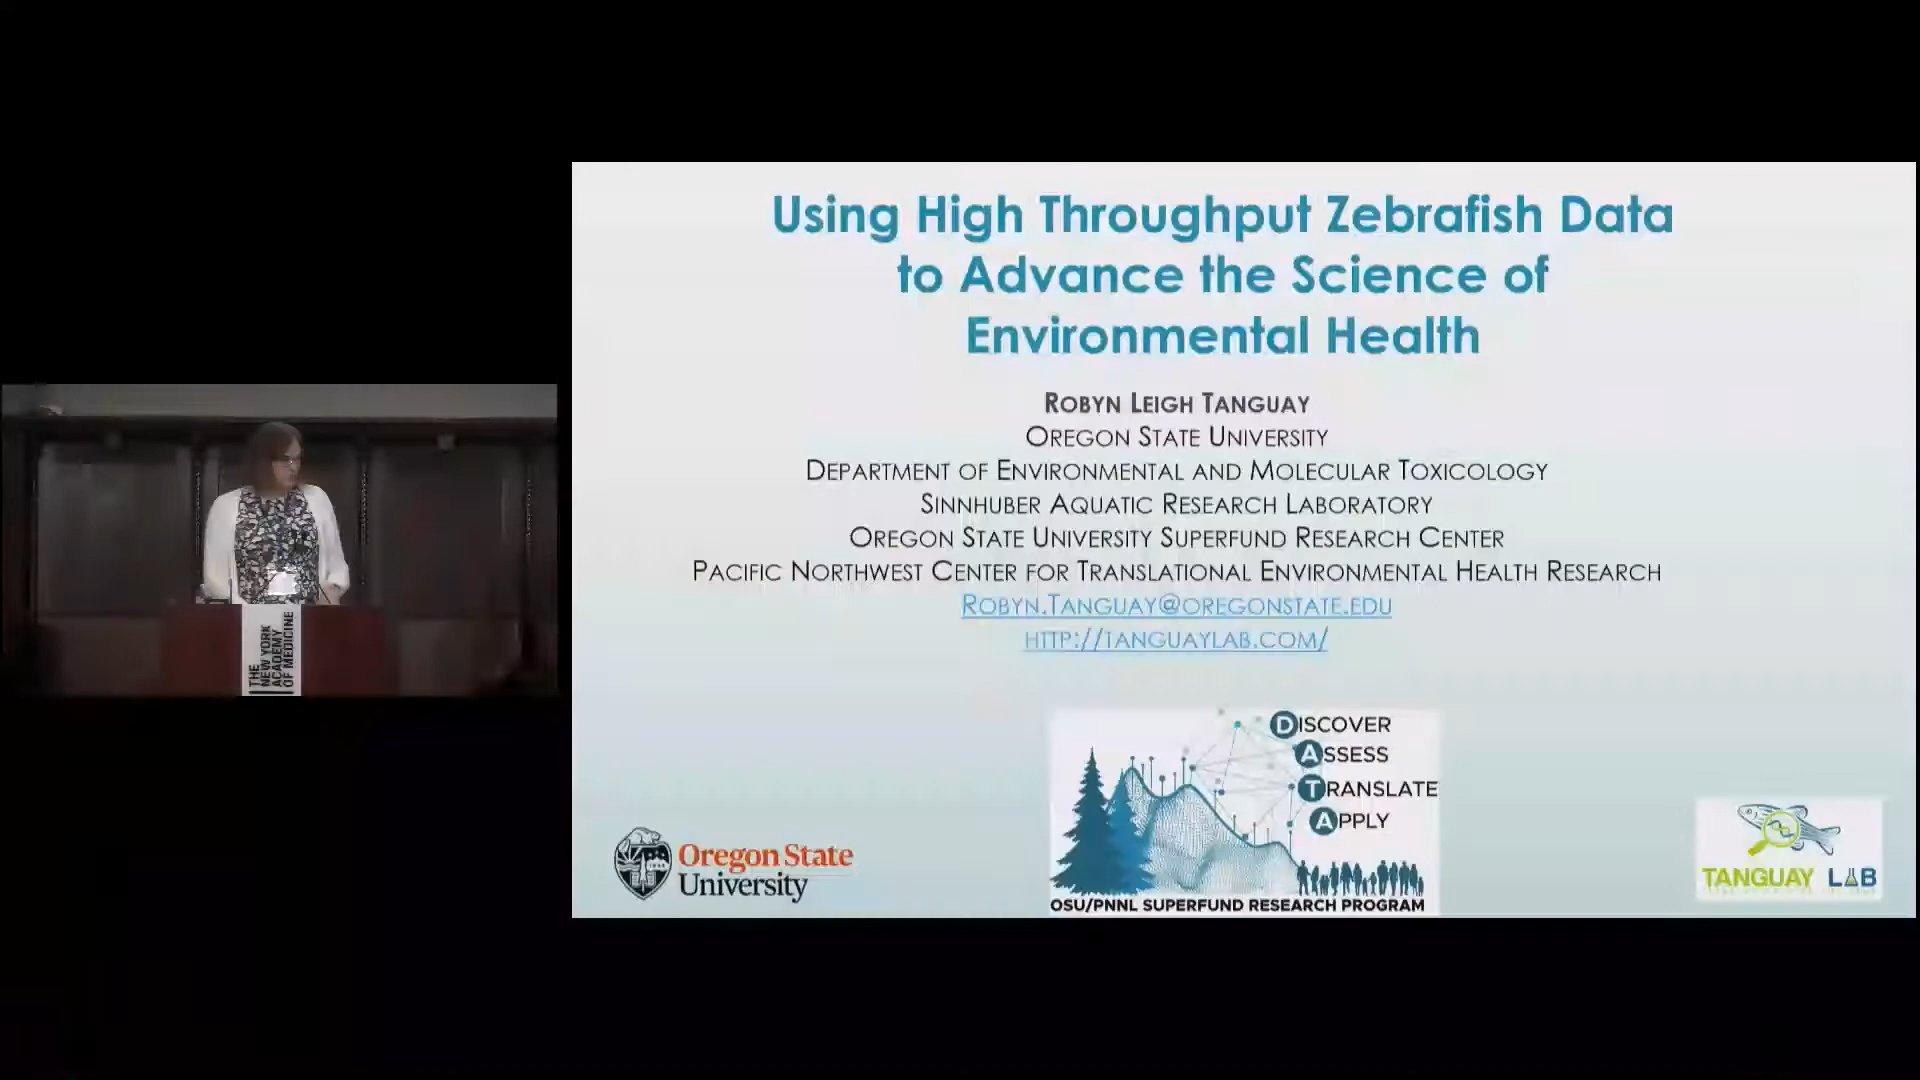 Using High Throughput Zebrafish Data
to Advance the Science of
Environmental Health
ROBYN LEIGH TANGUAY
OREGON STATE UNIVERSITY
DEPARTMENT OF ENVIRONMENTAL AND MOLECULAR TOXICOLOGY
SINNHUBER AQUATIC RESEARCH LABORATORY
OREGON STATE UNIVERSITY SUPERFUND RESEARCH CENTER
PACIFIC NORTHWEST CENTER FOR TRANSLATIONAL ENVIRONMENTAL HEALTH RESEARCH
ROBYN.TANGUAY@OREGONSTATE.EDU
HTTP://TANGUAYLAB.COM/
THE
NEW YORK
ACADEMY
OF MEDICINE
DISCOVER
ASSESS
TRANSLATE
APPLY
OSU/PNNL SUPERFUND RESEARCH PROGRAM
Oregon State
University
TANGUAY LAB